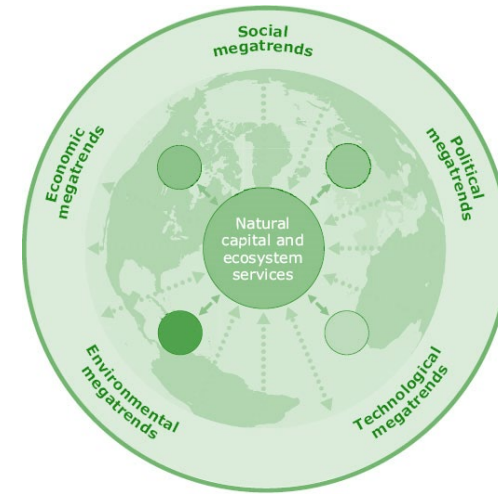 Social
megatrends
Economic
megatrends
Political
megatrends
Natural
capital and
ecosystem
services
Environmental
megatrends
Technological
megatrends